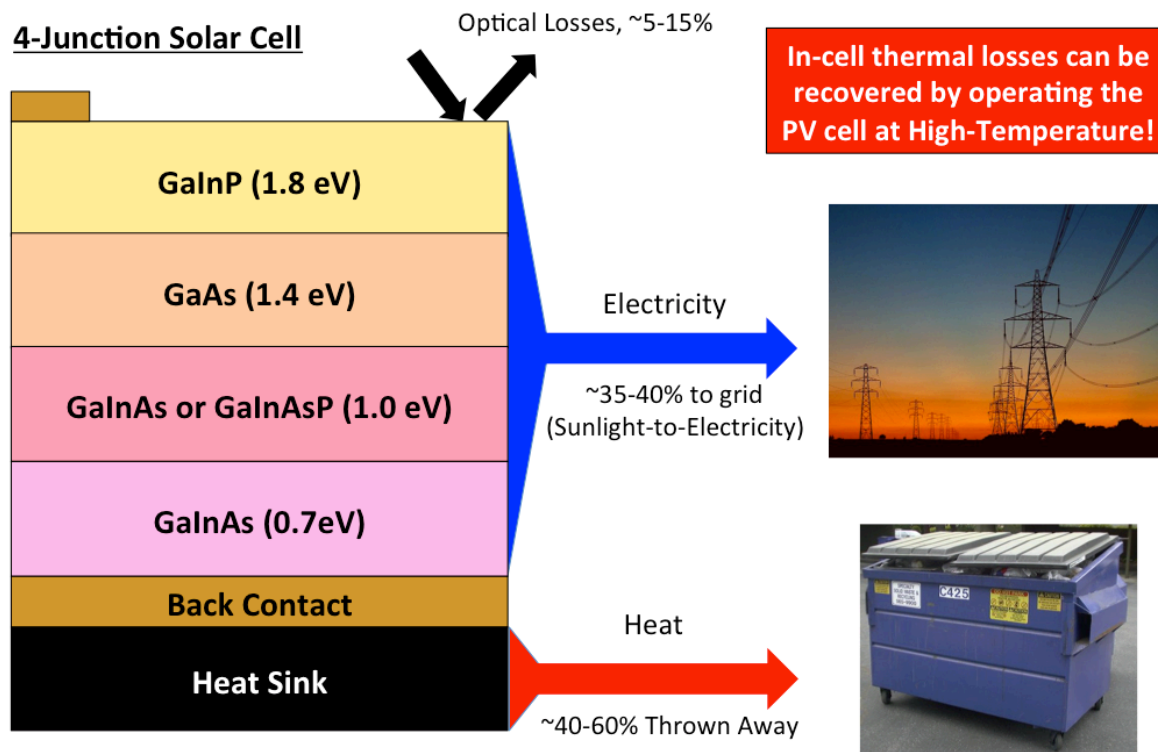 4-Junction Solar Cell
Optical Losses, ~5-15%
In-cell thermal losses can be
recovered by operating the
PV cell at High-Temperature!
GaInP (1.8 eV)
GaAs (1.4 eV)
GaInAs or GaInAsP (1.0 eV)
GaInAs (0.7eV)
Back Contact
Heat Sink
Electricity
~35-40% to grid
(Sunlight-to-Electricity)
Heat
~40-60% Thrown Away
C425